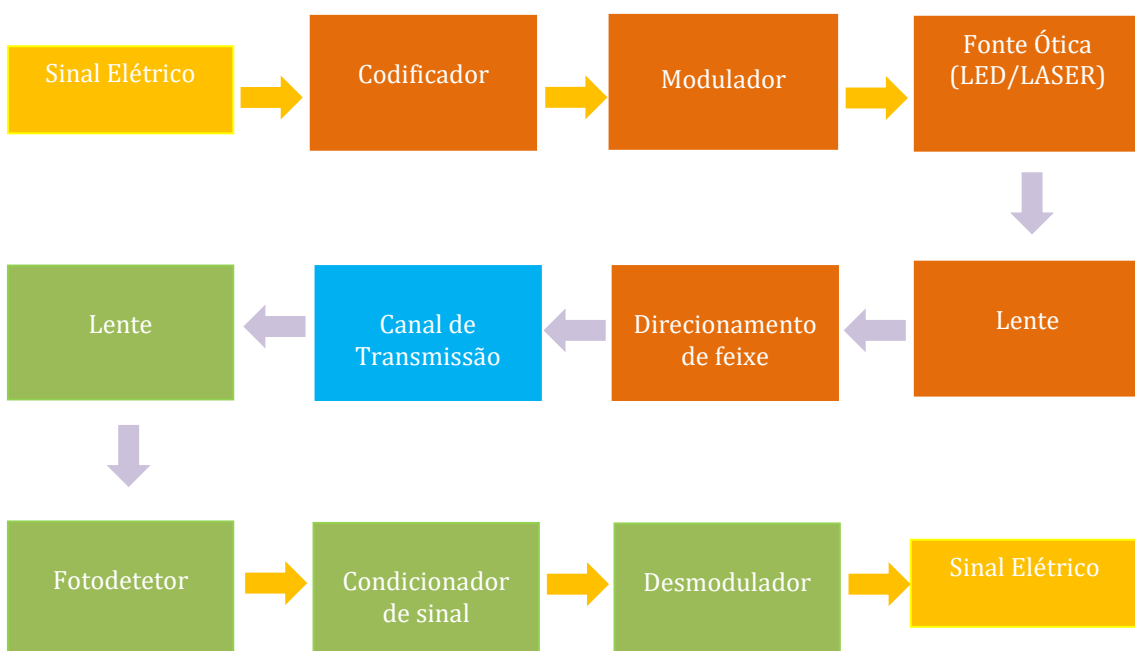 Sinal Elétrico
Codificador
Modulador
Fonte Ótica
(LED/LASER)
Lente
Canal de
Transmissão
Direcionamento
de feixe
Lente
Fotodetetor
Condicionador
de sinal
Desmodulador
Sinal Elétrico